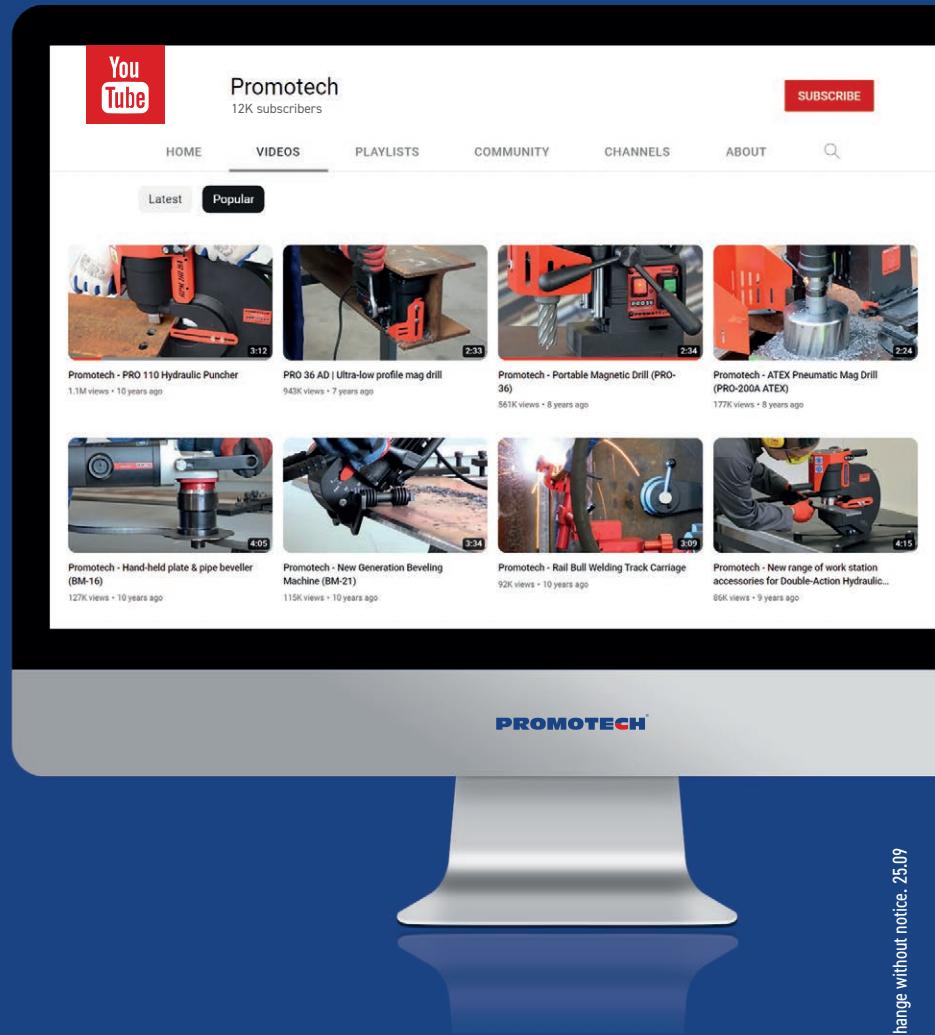 You
Tube
Promotech
12K subscribers
SUBSCRIBE
HOME VIDEOS PLAYLISTS COMMUNITY CHANNELS ABOUT
Latest Popular
3:12
2:33
2:34
2:24
Promotech - PRO 110 Hydraulic Puncher
1.1M views • 10 years ago
PRO 36 AD | Ultra-low profile mag drill
943K views • 7 years ago
Promotech - Portable Magnetic Drill (PRO-
36)
561K views • 8 years ago
Promotech - ATEX Pneumatic Mag Drill
(PRO-200A ATEX)
177K views • 8 years ago
4:05
3:34
3:09
4:15
Promotech - Hand-held plate & pipe beveller
(BM-16)
127K views • 10 years ago
Promotech - New Generation Beveling
Machine (BM-21)
115K views • 10 years ago
Promotech - Rail Bull Welding Track Carriage
92K views • 10 years ago
Promotech - New range of work station
accessories for Double-Action Hydraulic...
86K views • 9 years ago
PROMOTECH
hange without notice. 25.09